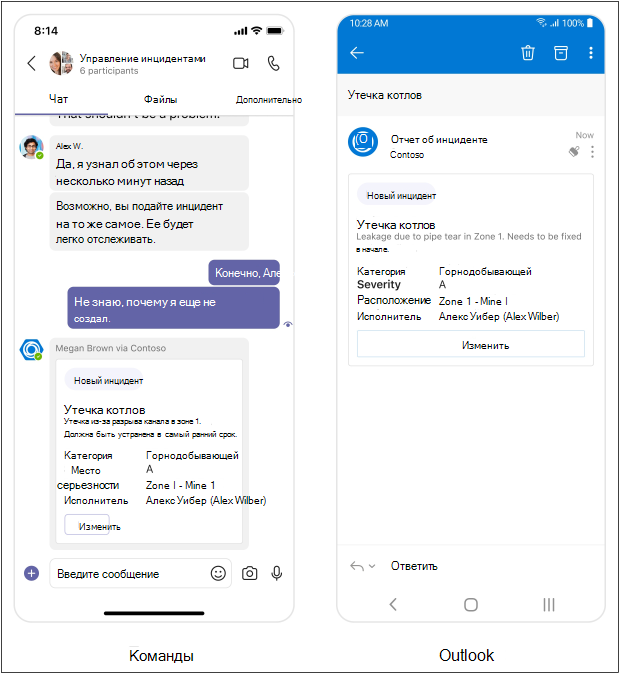 8:14
Управление инцидентами
6 participants
Чат Файлы Дополнительно
That shouldn't be a problem.
Alex W.
Да, я узнал об этом через
несколько минут назад
Возможно, вы подайте инцидент
на то же самое. Ее будет
легко отслеживать.
Конечно, Але
Не знаю, почему я еще не
создал.
Megan Brown via Contoso
Новый инцидент
Утечка котлов
Утечка из-за разрыва канала в зоне 1.
Должна быть устранена в самый ранний срок.
Категория Горнодобывающей
Место A
серьезности Zone I - Mine 1
Исполнитель Алекс Уибер (Alex Wilber)
Изменить
Введите сообщение
Команды
10:28 AM 100%
Утечка котлов
Отчет об инциденте
Contoso
Now
Новый инцидент
Утечка котлов
Leakage due to pipe tear in Zone 1. Needs to be fixed
в начале.
Категория Горнодобывающей
Severity A
Расположение Zone 1 - Mine I
Исполнитель Алекс Уибер (Alex Wilber)
Изменить
Ответить
Outlook